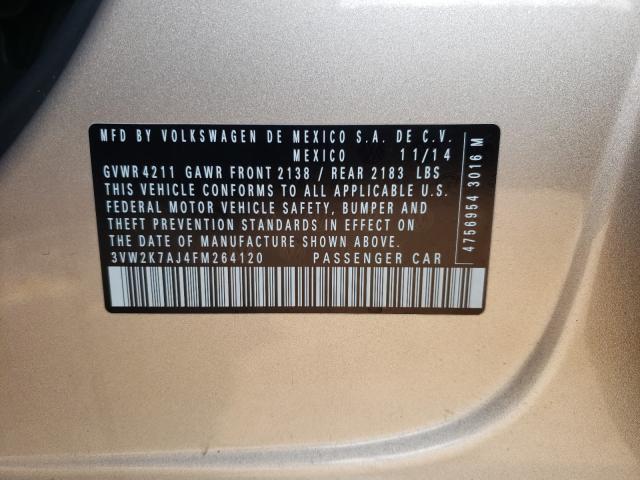 MFD BY VOLKSWAGEN DE MEXICO S.A. DE C.V.
MEXICO 11/14
GVWR 4211 GAWR FRONT 2138 / REAR 2183 LBS
THIS VEHICLE CONFORMS TO ALL APPLICABLE U.S.
FEDERAL MOTOR VEHICLE SAFETY, BUMPER AND
THEFT PREVENTION STANDARDS IN EFFECT ON
THE DATE OF MANUFACTURE SHOWN ABOVE.
3VW2K7AJ4FM264120 PASSENGER CAR
4756954 3016 M